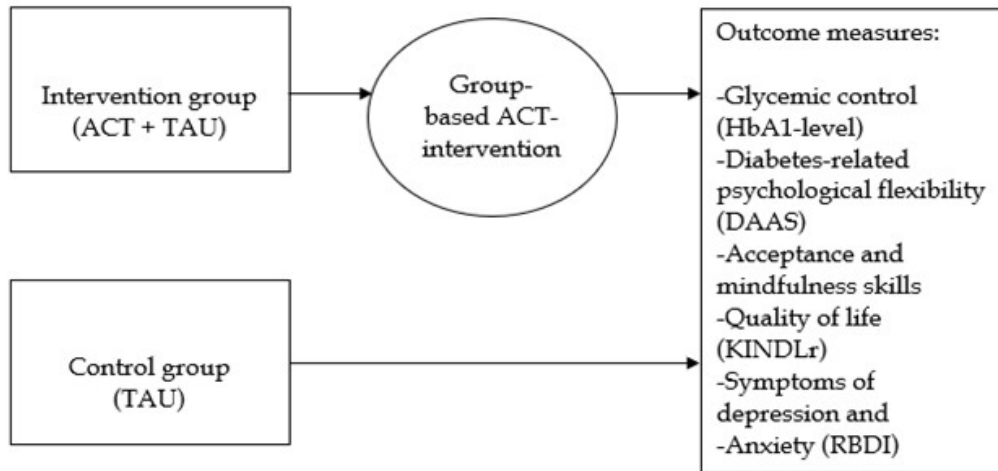 Intervention group
(ACT + TAU)
Group-
based ACT-
intervention
Control group
(TAU)
Outcome measures:
-Glycemic control
(HbA1-level)
-Diabetes-related
psychological flexibility
(DAAS)
-Acceptance and
mindfulness skills
-Quality of life
(KINDLr)
-Symptoms of
depression and
-Anxiety (RBDI)